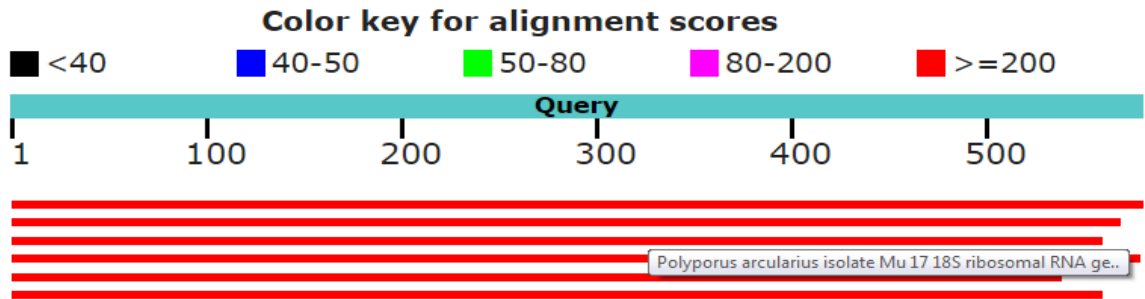 Color key for alignment scores
<40 40-50 50-80 80-200 >=200
Query
1 100 200 300 400 500
Polyporus arcularius isolate Mu 17 18S ribosomal RNA ge..